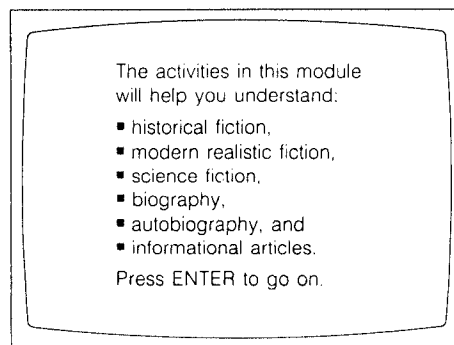 The activities in this module
will help you understand:
▪ historical fiction,
▪ modern realistic fiction,
▪ science fiction,
▪ biography,
▪ autobiography, and
▪ informational articles.
Press ENTER to go on.